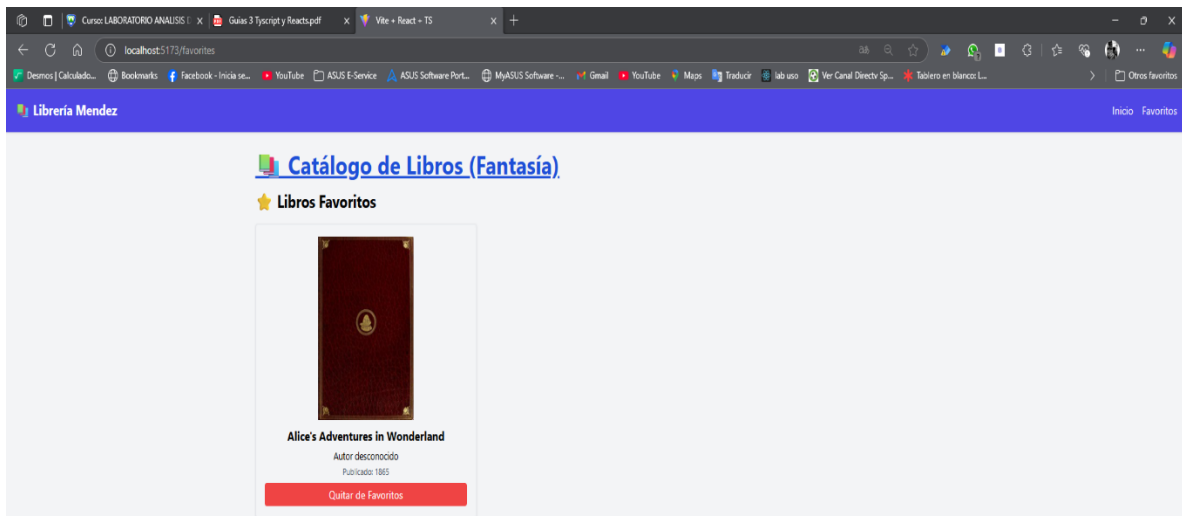 Curso: LABORATORIO ANALISIS D
Guias 3 Tyscript y Reacts.pdf
Vite + React + TS
localhost:5173/favorites
Desmos | Calculado... Bookmarks Facebook - Inicia se... YouTube ASUS E-Service ASUS Software Port... MyASUS Software -... Gmail YouTube Maps Traducir lab uso Ver Canal Directv Sp... Tablero en blanco: L... Otros favoritos
Librería Mendez
Inicio Favoritos
Catálogo de Libros (Fantasía)
Libros Favoritos
Alice's Adventures in Wonderland
Autor desconocido
Publicado: 1865
Quitar de Favoritos